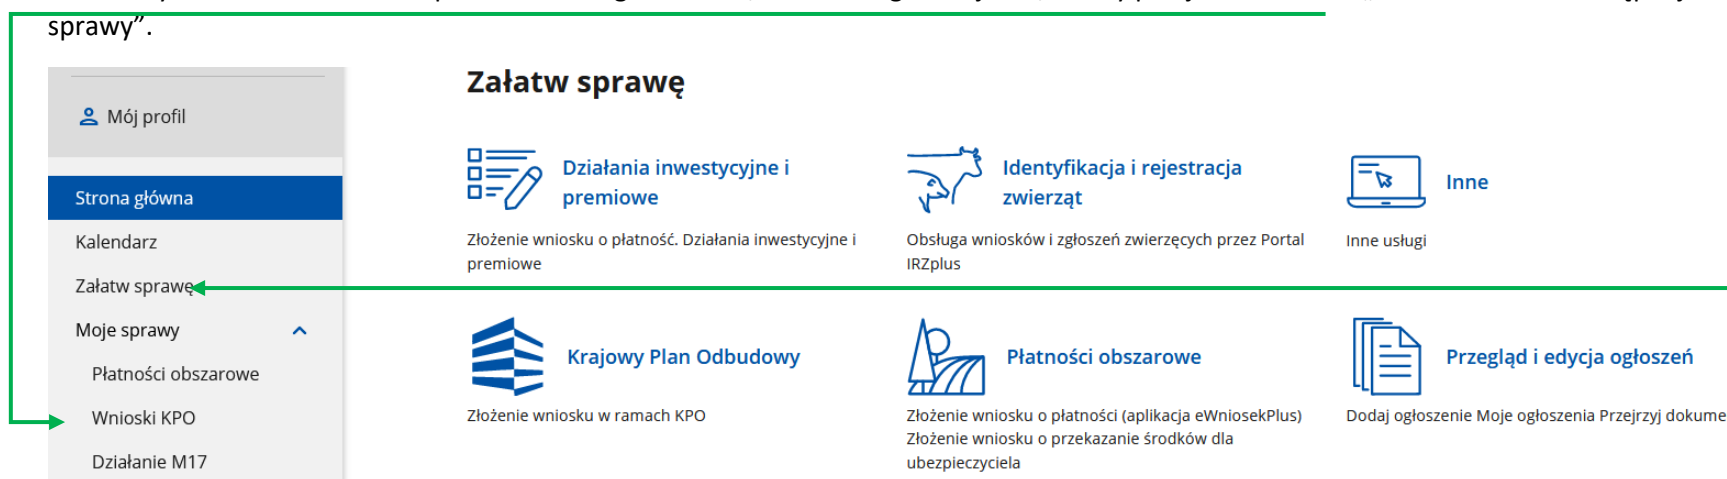 sprawy”.
Mój profil
Strona główna
Kalendarz
Załatw sprawę
Moje sprawy
Płatności obszarowe
Wnioski KPO
Działanie M17
Załatw sprawę
Działania inwestycyjne i
premiowe
Złożenie wniosku o płatność. Działania inwestycyjne i
premiowe
Identyfikacja i rejestracja
zwierząt
Obsługa wniosków i zgłoszeń zwierzęcych przez Portal
IRZplus
Inne
Inne usługi
Krajowy Plan Odbudowy
Złożenie wniosku w ramach KPO
Płatności obszarowe
Złożenie wniosku o płatności (aplikacja eWniosekPlus)
Złożenie wniosku o przekazanie środków dla
ubezpieczyciela
Przegląd i edycja ogłoszeń
Dodaj ogłoszenie Moje ogłoszenia Przejrzyj dokume